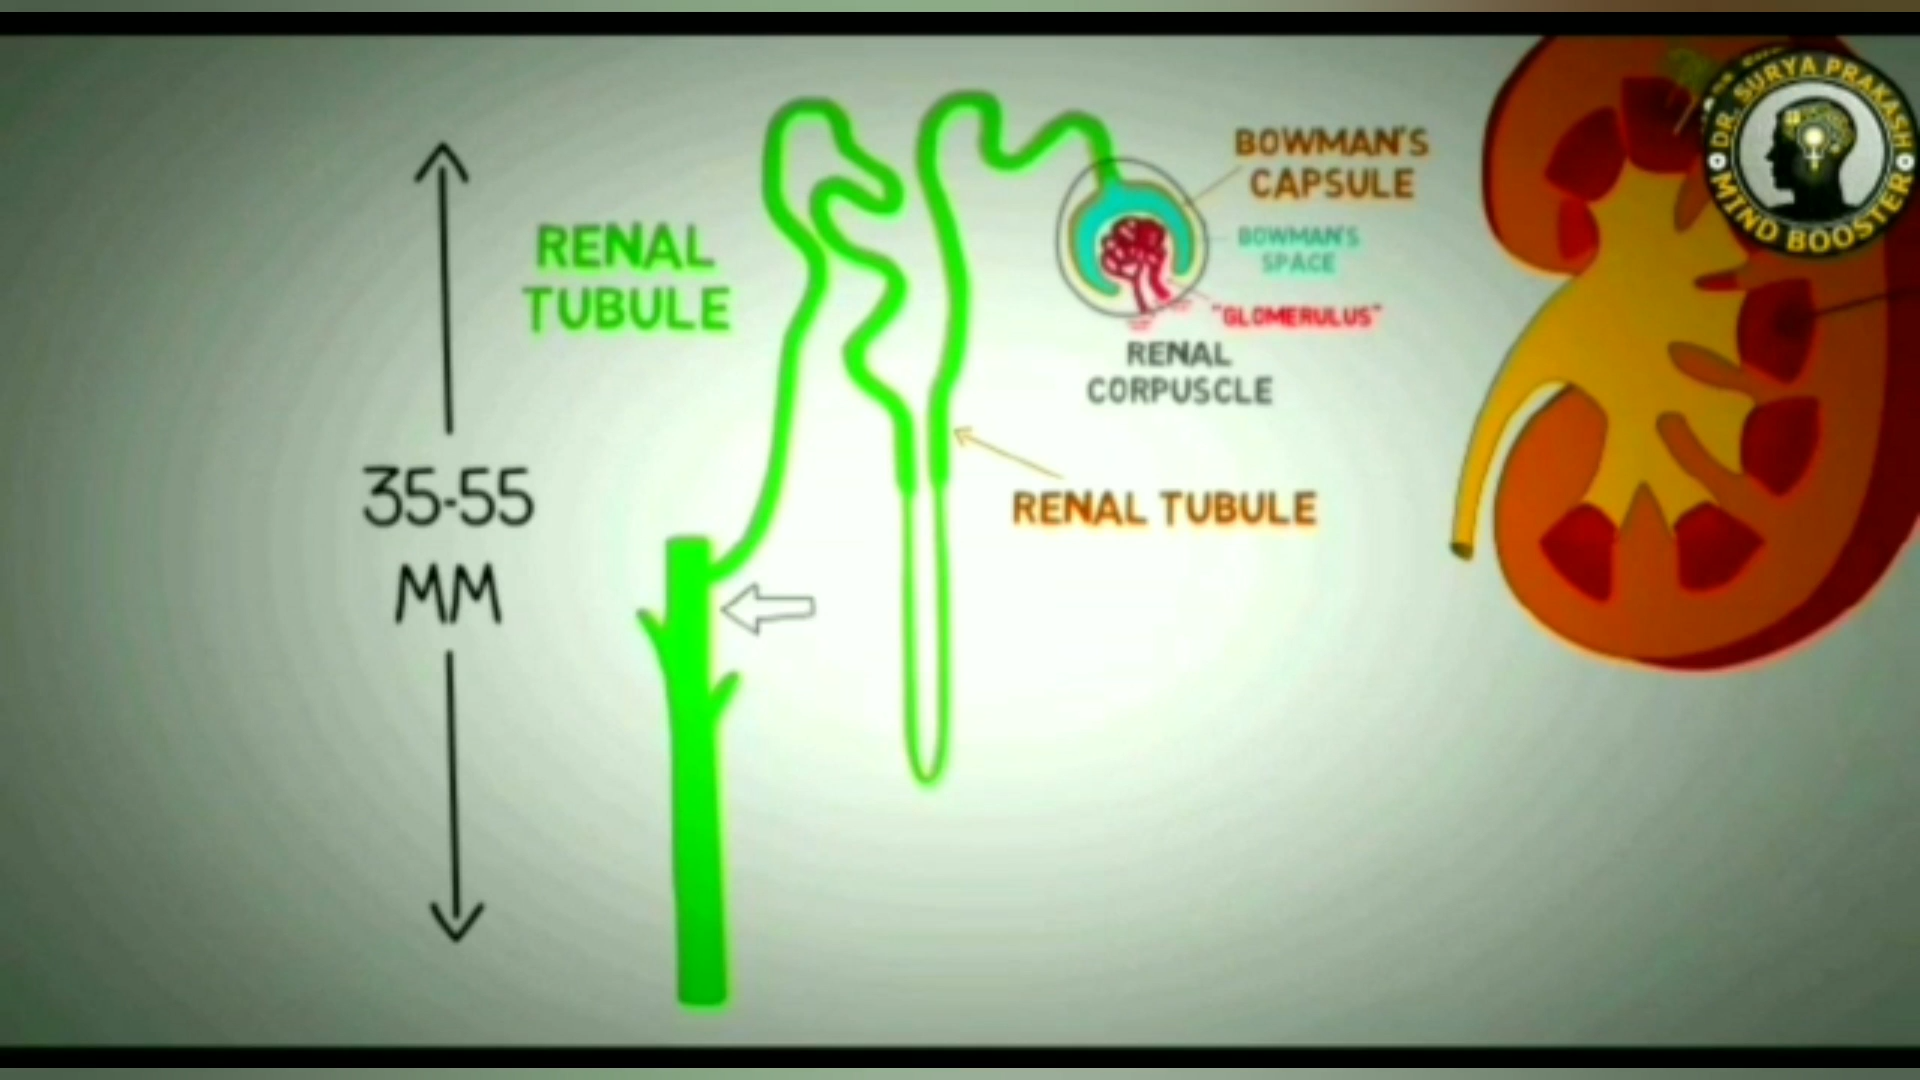 RENAL
TUBULE
35-55
MM
BOWMAN'S
CAPSULE
BOWMAN'S
SPACE
"GLOMERULUS"
RENAL
CORPUSCLE
RENAL TUBULE
DR. SURYA PRAKASH
MIND BOOSTER